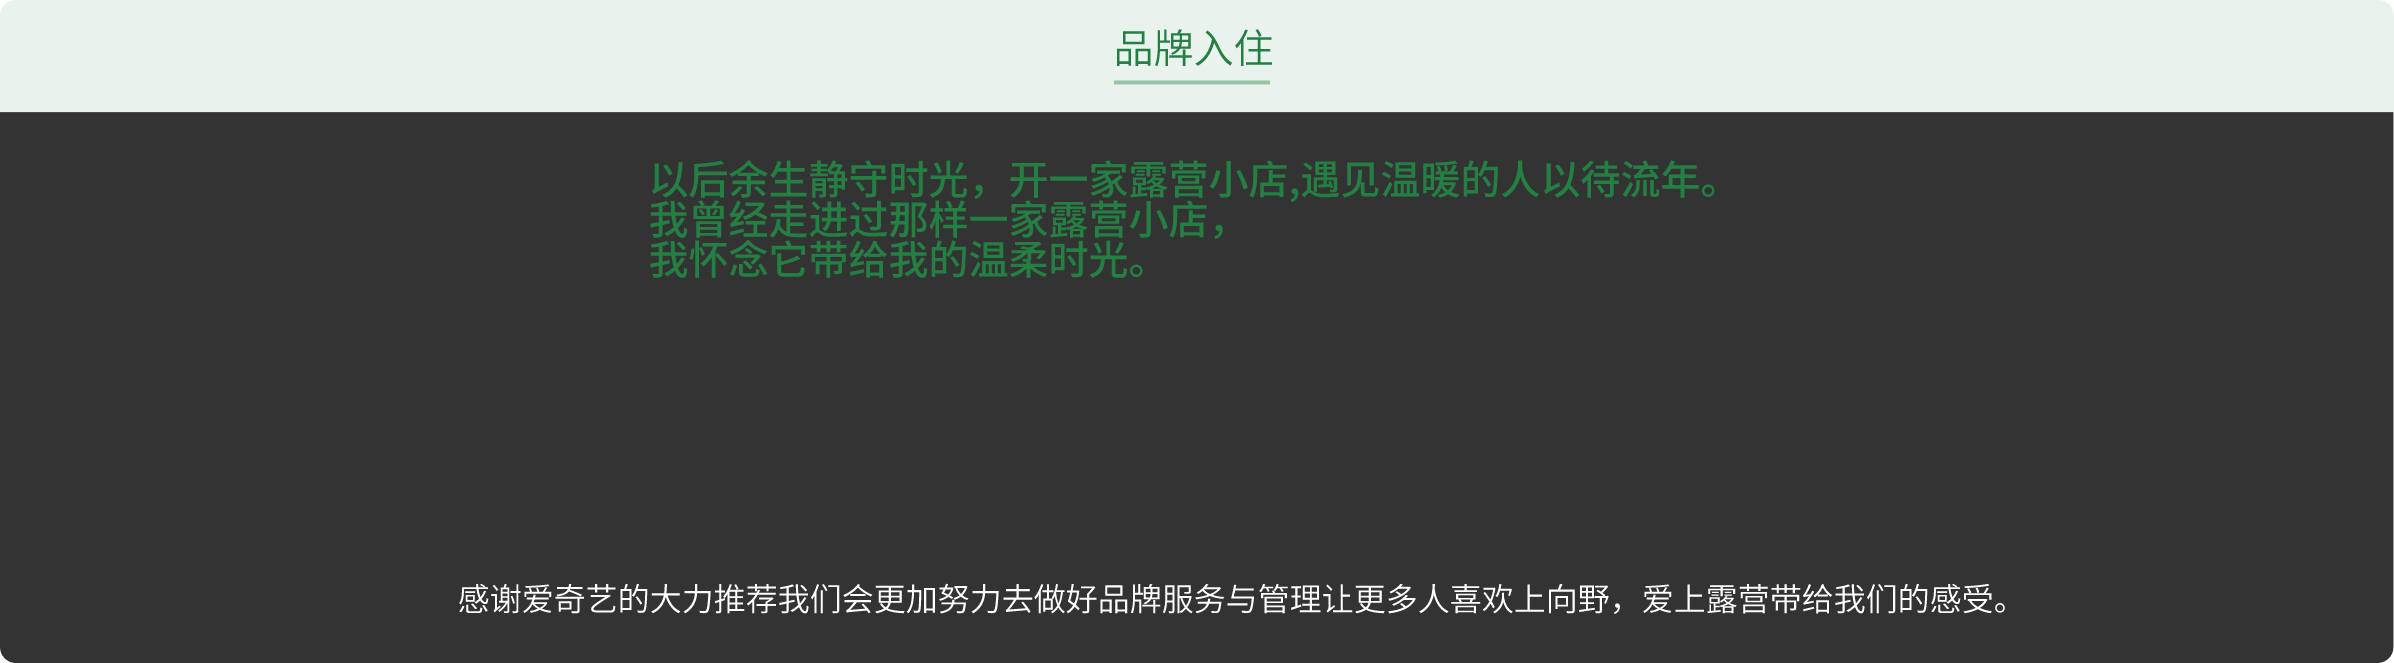 品牌入住
以后余生静守时光，开一家露营小店,遇见温暖的人以待流年。
我曾经走进过那样一家露营小店，
我怀念它带给我的温柔时光。
感谢爱奇艺的大力推荐我们会更加努力去做好品牌服务与管理让更多人喜欢上向野，爱上露营带给我们的感受。